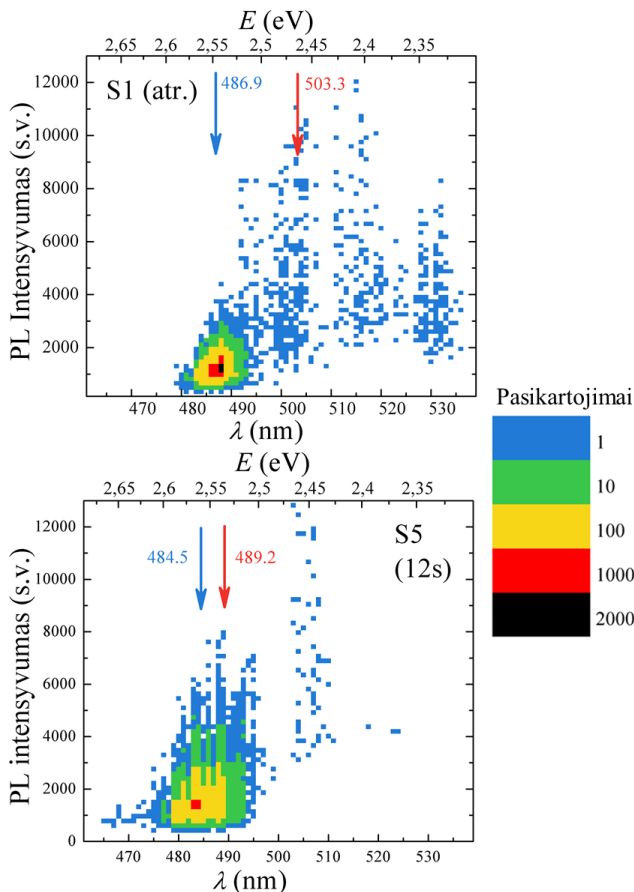 E (eV)
2,65 2,6 2,55 2,5 2,45 2,4 2,35
12000
10000
8000
6000
4000
2000
PL Intensyvumas (s.v.)
S1 (atr.)
486.9
503.3
470 480 490 500 510 520 530
λ (nm)
E (eV)
2,65 2,6 2,55 2,5 2,45 2,4 2,35
12000
10000
8000
6000
4000
2000
0
PL intensyvumas (s.v.)
484.5
489.2
S5
(12s)
470 480 490 500 510 520 530
λ (nm)
Pasikartojimai
1
10
100
1000
2000